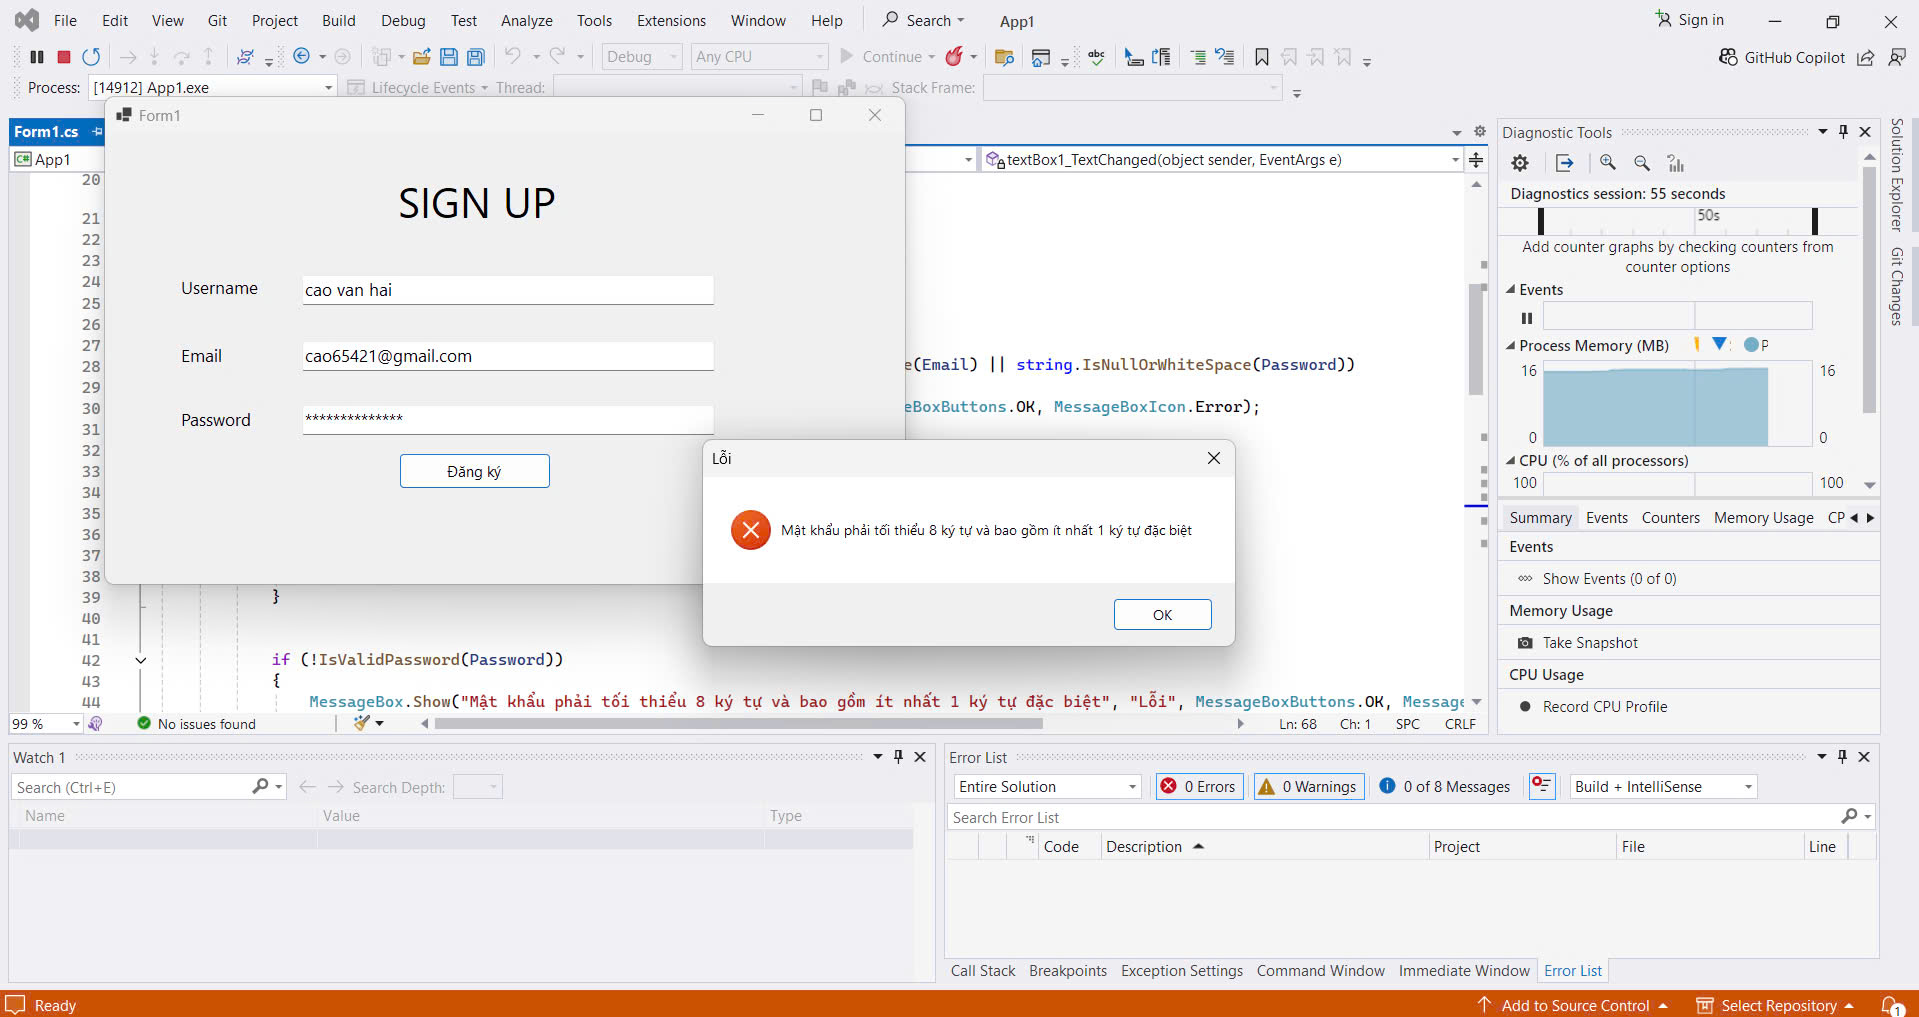 File Edit View Git Project Build Debug Test Analyze Tools Extensions Window Help Search App1 Sign in
Debug Any CPU Continue GitHub Copilot
Process: [14912] App1.exe Lifecycle Events Thread: Stack Frame:
Form1
Form1.cs
App1
textBox1_TextChanged(object sender, EventArgs e)
SIGN UP
Username cao van hai
Email cao65421@gmail.com
Password **************
Đăng ký
20
21
22
23
24
25
26
27
28 e(Email) || string.IsNullOrWhiteSpace(Password))
29
30 eBoxButtons.OK, MessageBoxIcon.Error);
31
32
33
34
35
36
37
38
39 }
40
41
42 if (!IsValidPassword(Password))
43 {
44 MessageBox.Show("Mật khẩu phải tối thiểu 8 ký tự và bao gồm ít nhất 1 ký tự đặc biệt", "Lỗi", MessageBoxButtons.OK, Message
Lỗi
Mật khẩu phải tối thiểu 8 ký tự và bao gồm ít nhất 1 ký tự đặc biệt
OK
99 % No issues found Ln: 68 Ch: 1 SPC CRLF
Diagnostic Tools
Diagnostics session: 55 seconds
50s
Add counter graphs by checking counters from
counter options
Events
Process Memory (MB) P
16 16
0 0
CPU (% of all processors)
100 100
Summary Events Counters Memory Usage CP
Events
Show Events (0 of 0)
Memory Usage
Take Snapshot
CPU Usage
Record CPU Profile
Solution Explorer
Git Changes
Watch 1
Search (Ctrl+E) Search Depth:
Name Value Type
Error List
Entire Solution 0 Errors 0 Warnings 0 of 8 Messages Build + IntelliSense
Search Error List
Code Description Project File Line
Call Stack Breakpoints Exception Settings Command Window Immediate Window Error List
Ready Add to Source Control Select Repository 1